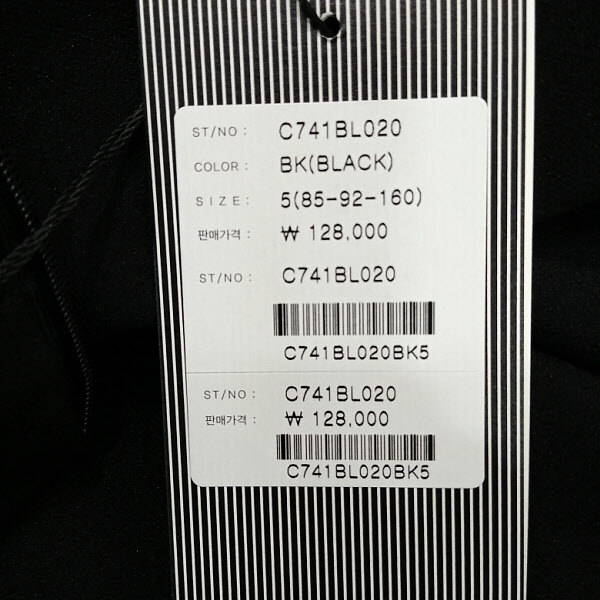 ST/NO : C741BL020
COLOR : BK(BLACK)
SIZE : 5(85-92-160)
판매가격 : ₩ 128,000
ST/NO : C741BL020
C741BL020BK5
ST/NO : C741BL020
판매가격 : ₩ 128,000
C741BL020BK5